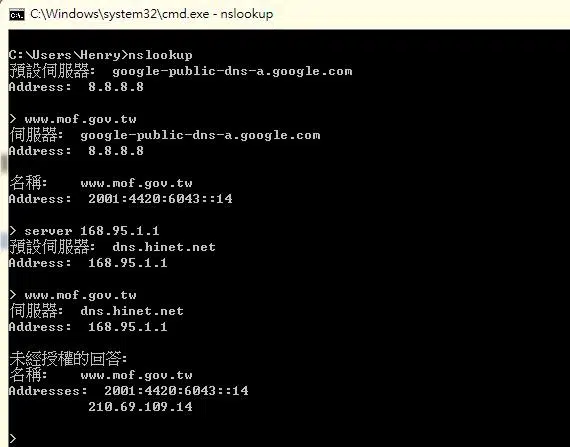 C:\Windows\system32\cmd.exe - nslookup
C:\Users\Henry>nslookup
預設伺服器:  google-public-dns-a.google.com
Address:  8.8.8.8
> www.mof.gov.tw
伺服器:  google-public-dns-a.google.com
Address:  8.8.8.8
名稱:    www.mof.gov.tw
Address:  2001:4420:6043::14
> server 168.95.1.1
預設伺服器:  dns.hinet.net
Address:  168.95.1.1
> www.mof.gov.tw
伺服器:  dns.hinet.net
Address:  168.95.1.1
未經授權的回答:
名稱:    www.mof.gov.tw
Addresses:  2001:4420:6043::14
          210.69.109.14
>